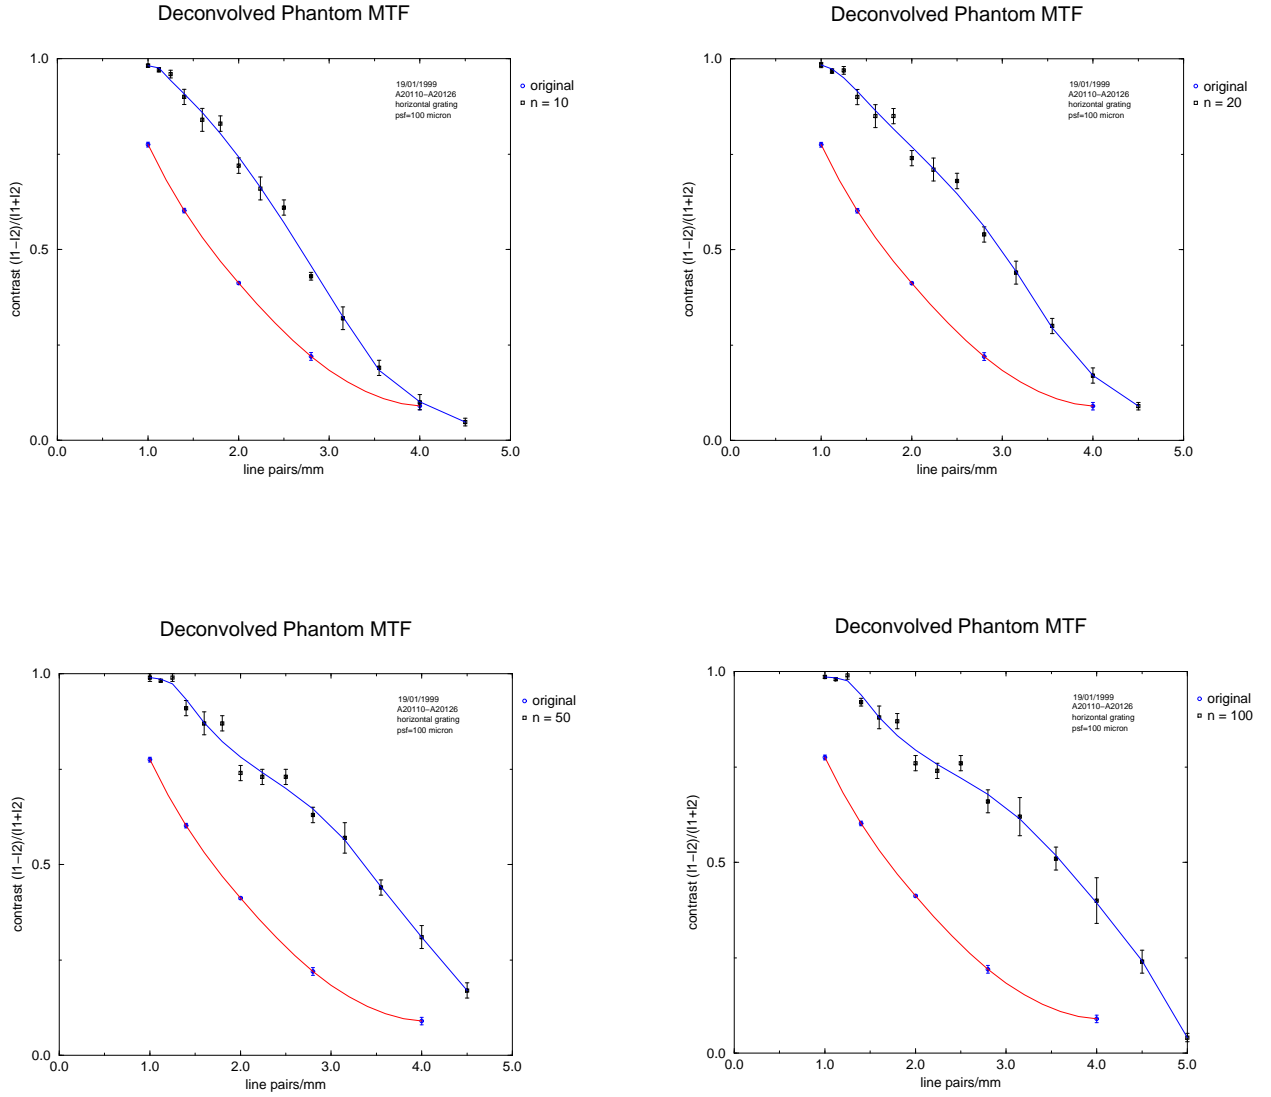 Deconvolved Phantom MTF
1.0
0.5
0.0
0.0 1.0 2.0 3.0 4.0 5.0
line pairs/mm
contrast (I1−I2)/(I1+I2)
19/01/1999
A20110−A20126
horizontal grating
psf=100 micron
original
n = 10
Deconvolved Phantom MTF
1.0
0.5
0.0
0.0 1.0 2.0 3.0 4.0 5.0
line pairs/mm
contrast (I1−I2)/(I1+I2)
19/01/1999
A20110−A20126
horizontal grating
psf=100 micron
original
n = 20
Deconvolved Phantom MTF
1.0
0.5
0.0
0.0 1.0 2.0 3.0 4.0 5.0
line pairs/mm
contrast (I1−I2)/(I1+I2)
19/01/1999
A20110−A20126
horizontal grating
psf=100 micron
original
n = 50
Deconvolved Phantom MTF
1.0
0.5
0.0
0.0 1.0 2.0 3.0 4.0 5.0
line pairs/mm
contrast (I1−I2)/(I1+I2)
19/01/1999
A20110−A20126
horizontal grating
psf=100 micron
original
n = 100